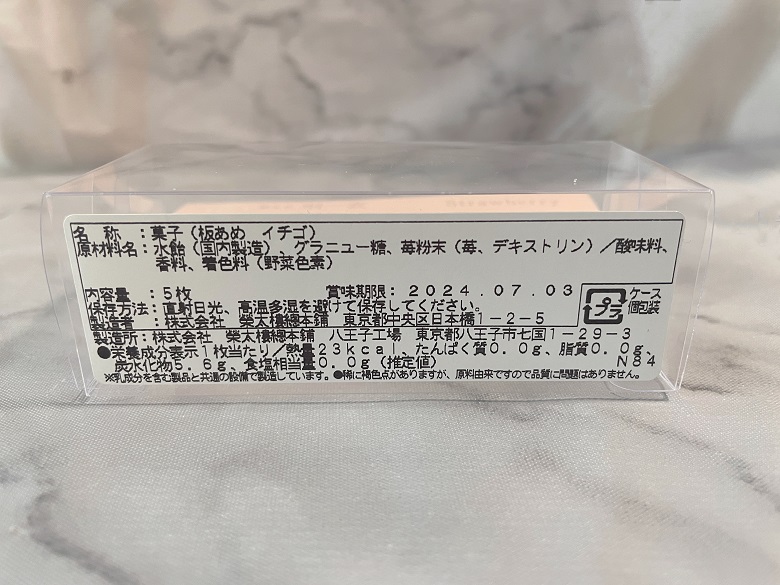 名 称 :菓子(板あめ イチゴ)
原材料名:水飴(国内製造)、グラニュー糖、苺粉末(苺、デキストリン)/酸味料、
香料、着色料(野菜色素)
内容量 :5枚 賞味期限:2024.07.03
保存方法:直射日光、高温多湿を避けて保存してください。
製造者 :株式会社 榮太樓總本鋪 東京都中央区日本橋1-2-5
プラ ケース
個包装
製造所:株式会社 榮太樓總本鋪 八王子工場 東京都八王子市七国1-29-3
●栄養成分表示1枚当たり/熱量23kcal、たんぱく質0.0g、脂質0.0g、
炭水化物5.6g、食塩相当量0.0g(推定値) N84
※乳成分を含む製品と共通の設備で製造しています。●稀に褐色点がありますが、原料由来ですので品質に問題はありません。